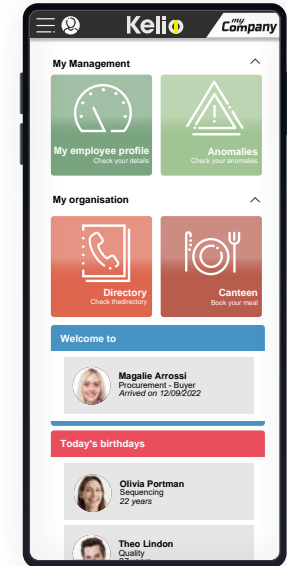 Kelio
my
Company
My Management
My employee profile
Check your details
Anomalies
Check your anomalies
My organisation
Directory
Check thedirectory
Canteen
Book your meal
Welcome to
Magalie Arrossi
Procurement - Buyer
Arrived on 12/09/2022
Today's birthdays
Olivia Portman
Sequencing
22 years
Theo Lindon
Quality